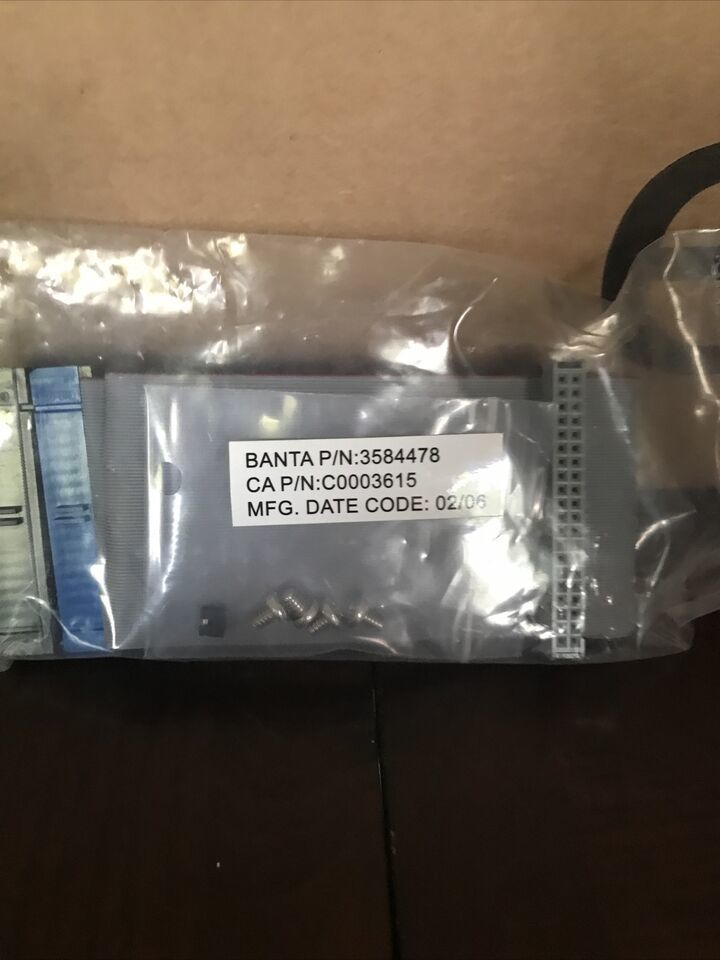 BANTA P/N:3584478
CA P/N:C0003615
MFG. DATE CODE: 02/06